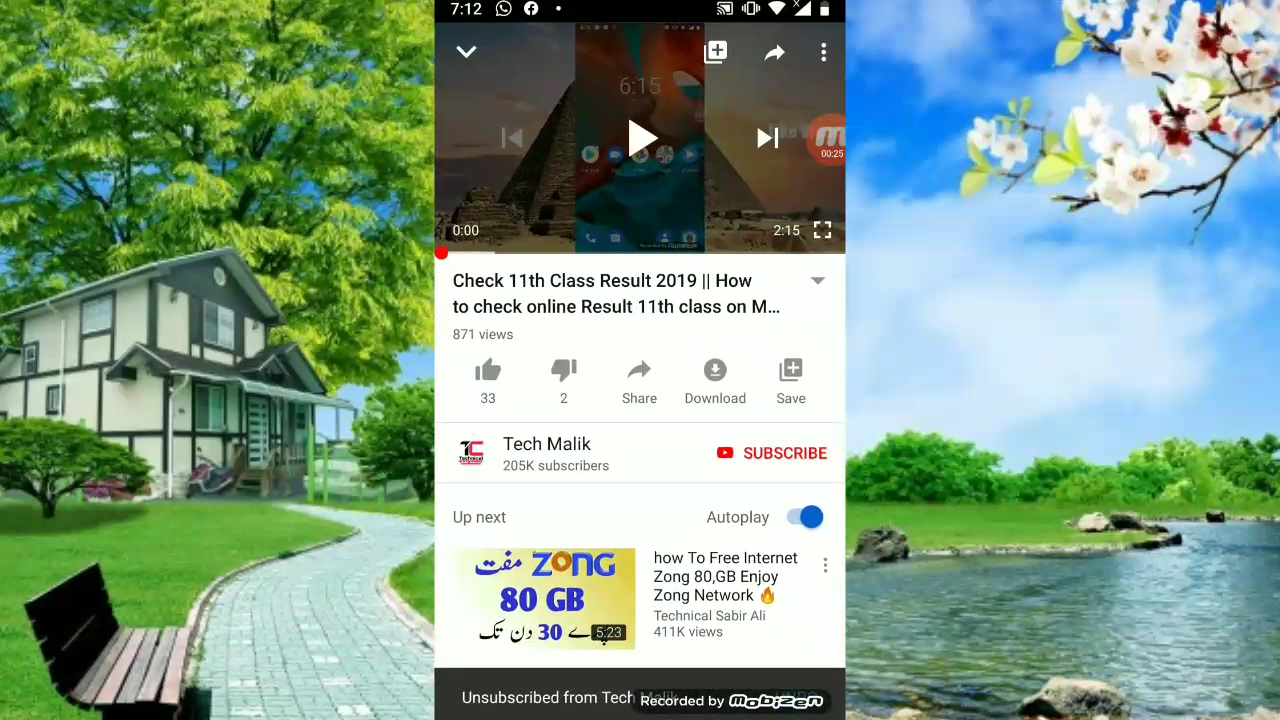 7:12
6:15
00:25
0:00
2:15
Check 11th Class Result 2019 || How
to check online Result 11th class on M...
871 views
33
2
Share
Download
Save
Technical
Tech Malik
205K subscribers
SUBSCRIBE
Up next
Autoplay
مفت ZONG
80 GB
30 دن تک
5:23
how To Free Internet
Zong 80,GB Enjoy
Zong Network 🔥
Technical Sabir Ali
411K views
Unsubscribed from Tech Malik
Recorded by mobizen